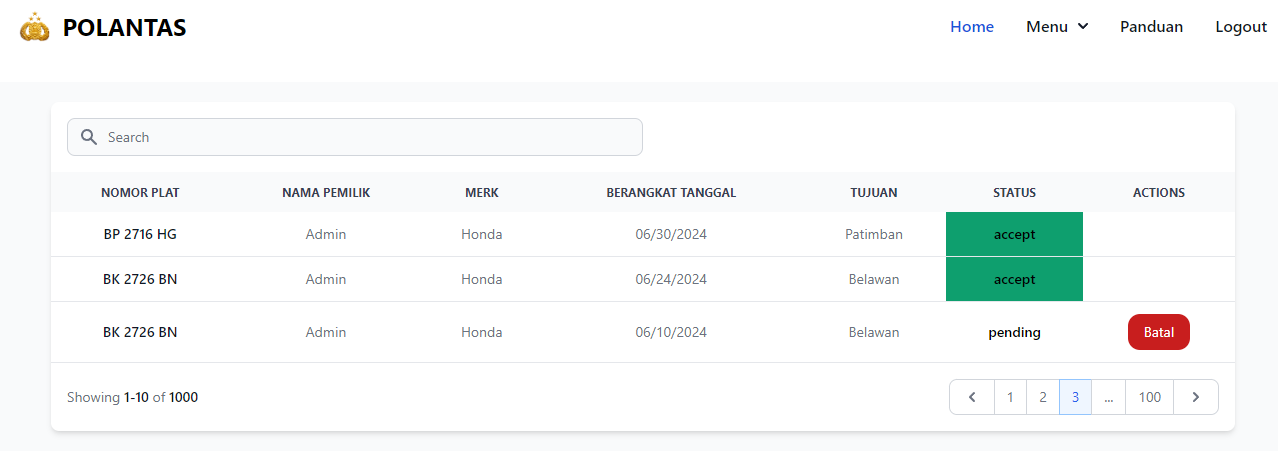 POLANTAS Home Menu Panduan Logout
Search
NOMOR PLAT NAMA PEMILIK MERK BERANGKAT TANGGAL TUJUAN STATUS ACTIONS
BP 2716 HG Admin Honda 06/30/2024 Patimban accept
BK 2726 BN Admin Honda 06/24/2024 Belawan accept
BK 2726 BN Admin Honda 06/10/2024 Belawan pending Batal
Showing 1-10 of 1000 1 2 3 ... 100